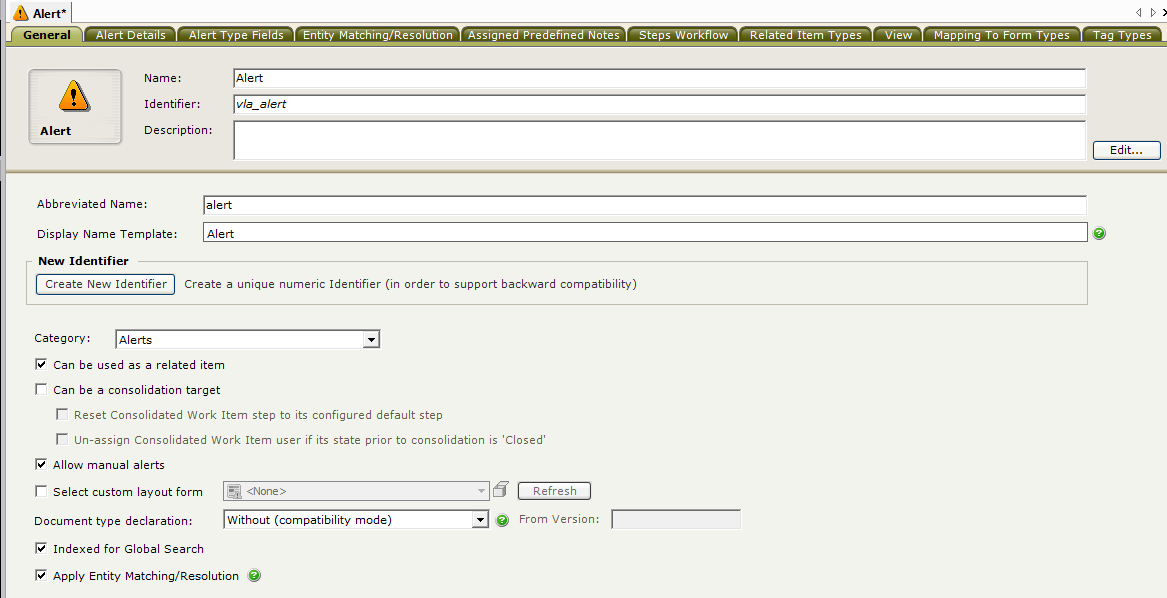 Alert*
General Alert Details Alert Type Fields Entity Matching/Resolution Assigned Predefined Notes Steps Workflow Related Item Types View Mapping To Form Types Tag Types
Alert
Name: Alert
Identifier: vla_alert
Description:
Edit...
Abbreviated Name: alert
Display Name Template: Alert
New Identifier
Create New Identifier Create a unique numeric Identifier (in order to support backward compatibility)
Category: Alerts
Can be used as a related item
Can be a consolidation target
Reset Consolidated Work Item step to its configured default step
Un-assign Consolidated Work Item user if its state prior to consolidation is 'Closed'
Allow manual alerts
Select custom layout form <None> Refresh
Document type declaration: Without (compatibility mode) From Version:
Indexed for Global Search
Apply Entity Matching/Resolution